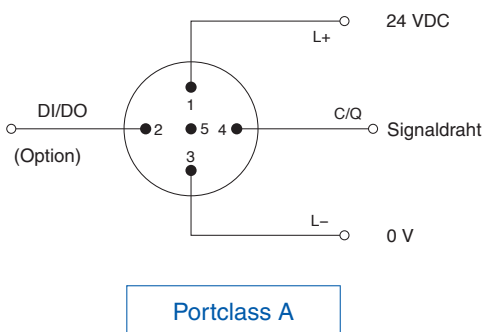 24 VDC
L+
1
DI/DO
C/Q
2 5 4
Signaldraht
(Option)
3
L–
0 V
Portclass A